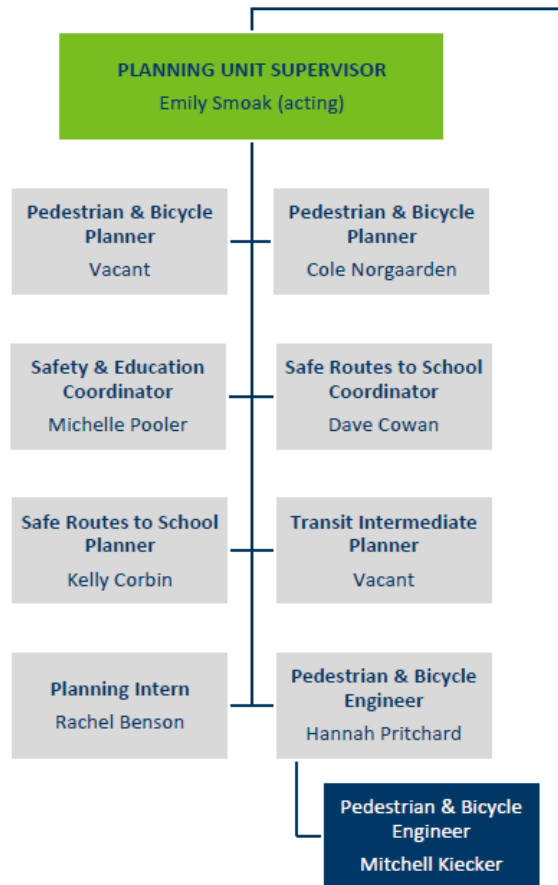 PLANNING UNIT SUPERVISOR
Emily Smoak (acting)
Pedestrian & Bicycle
Planner
Vacant
Pedestrian & Bicycle
Planner
Cole Norgaarden
Safety & Education
Coordinator
Michelle Pooler
Safe Routes to School
Coordinator
Dave Cowan
Safe Routes to School
Planner
Kelly Corbin
Transit Intermediate
Planner
Vacant
Planning Intern
Rachel Benson
Pedestrian & Bicycle
Engineer
Hannah Pritchard
Pedestrian & Bicycle
Engineer
Mitchell Kiecker